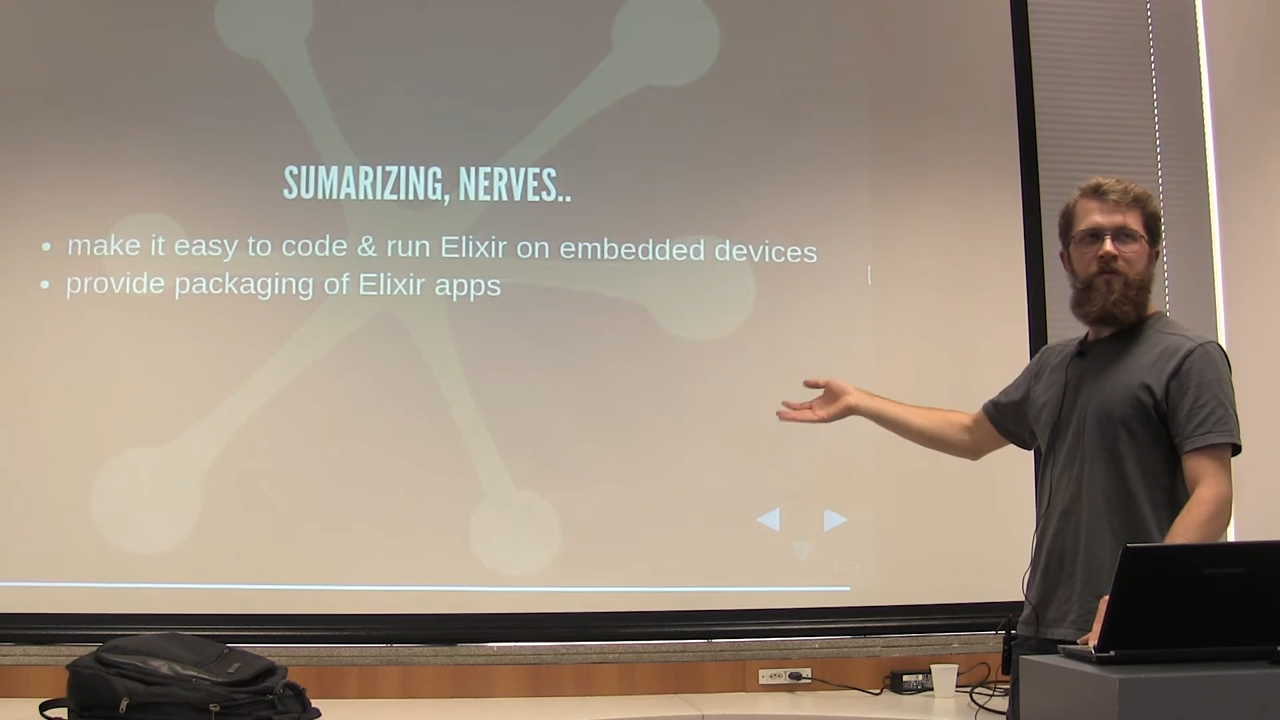 SUMARIZING, NERVES..
• make it easy to code & run Elixir on embedded devices
• provide packaging of Elixir apps